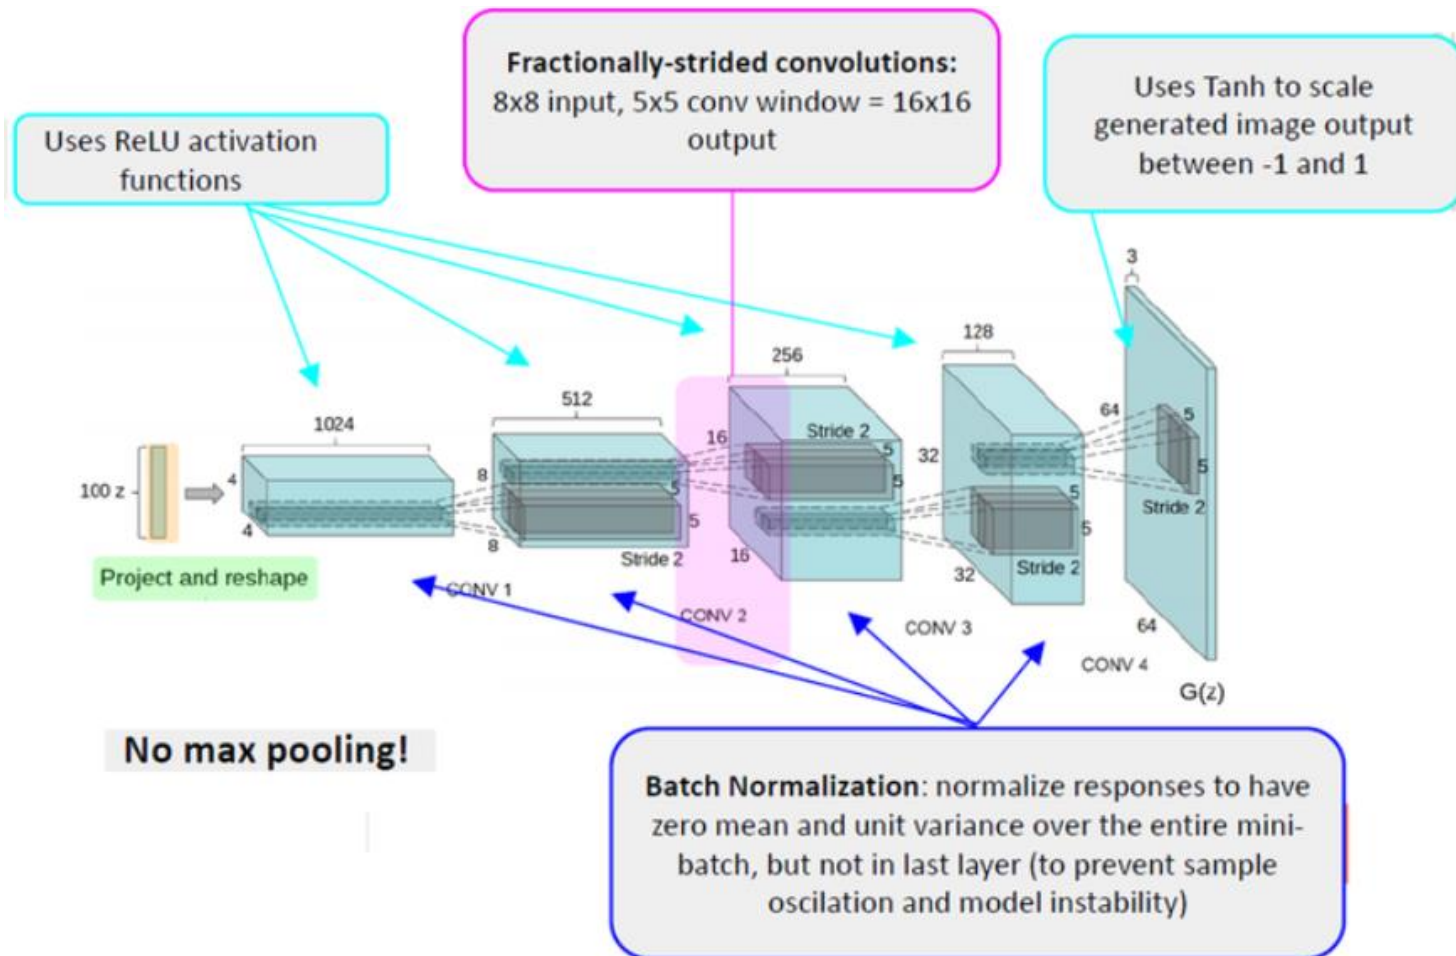 Fractionally-strided convolutions:
8x8 input, 5x5 conv window = 16x16
output
Uses Tanh to scale
generated image output
between -1 and 1
Uses ReLU activation
functions
3
128
256
512
1024
64
16
Stride 2
5
5
32
5
5
Stride 2
8
5
5
Stride 2
4
100 z
4
8
16
32
5
5
Stride 2
64
Project and reshape
CONV 1
CONV 2
CONV 3
CONV 4
G(z)
No max pooling!
Batch Normalization: normalize responses to have
zero mean and unit variance over the entire mini-
batch, but not in last layer (to prevent sample
oscilation and model instability)